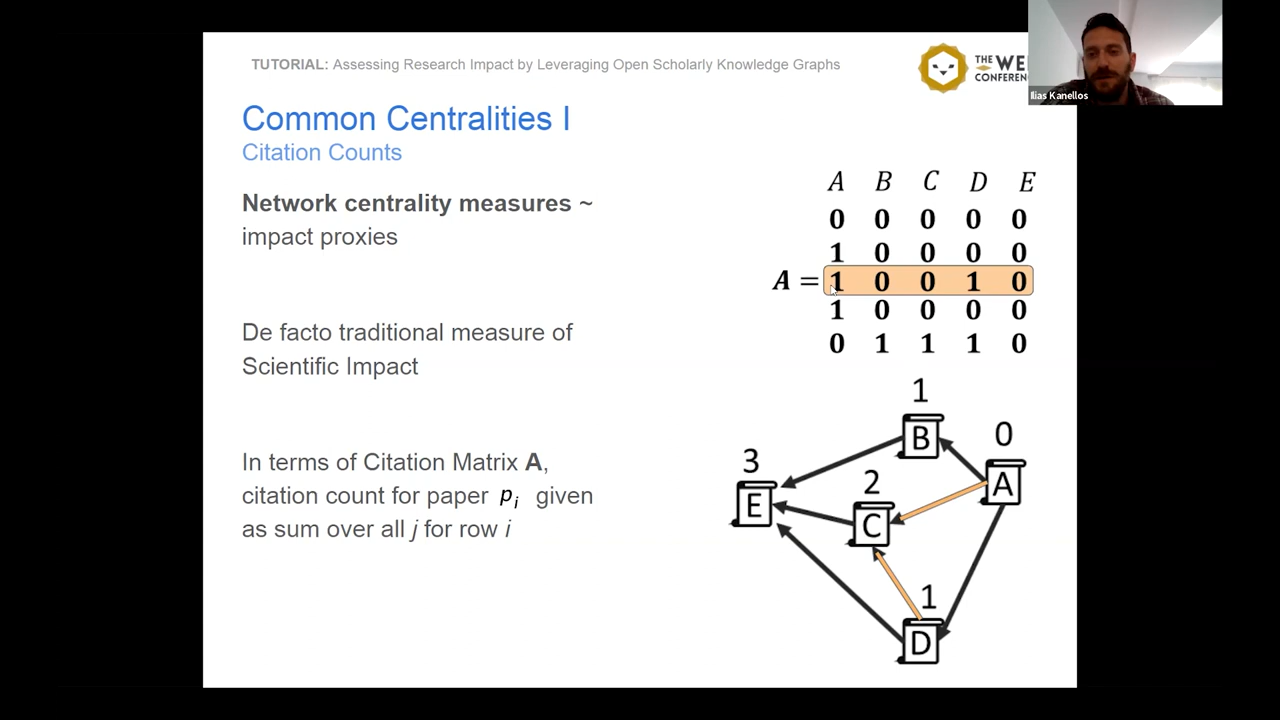 TUTORIAL: Assessing Research Impact by Leveraging Open Scholarly Knowledge Graphs
THE WE
CONFEREN
Ilias Kanellos
Common Centralities I
Citation Counts
Network centrality measures ~
impact proxies
De facto traditional measure of
Scientific Impact
In terms of Citation Matrix A,
citation count for paper pᵢ given
as sum over all j for row i
A B C D E
0 0 0 0 0
1 0 0 0 0
A = 1 0 0 1 0
1 0 0 0 0
0 1 1 1 0
1
B
0
A
3
E
2
C
1
D